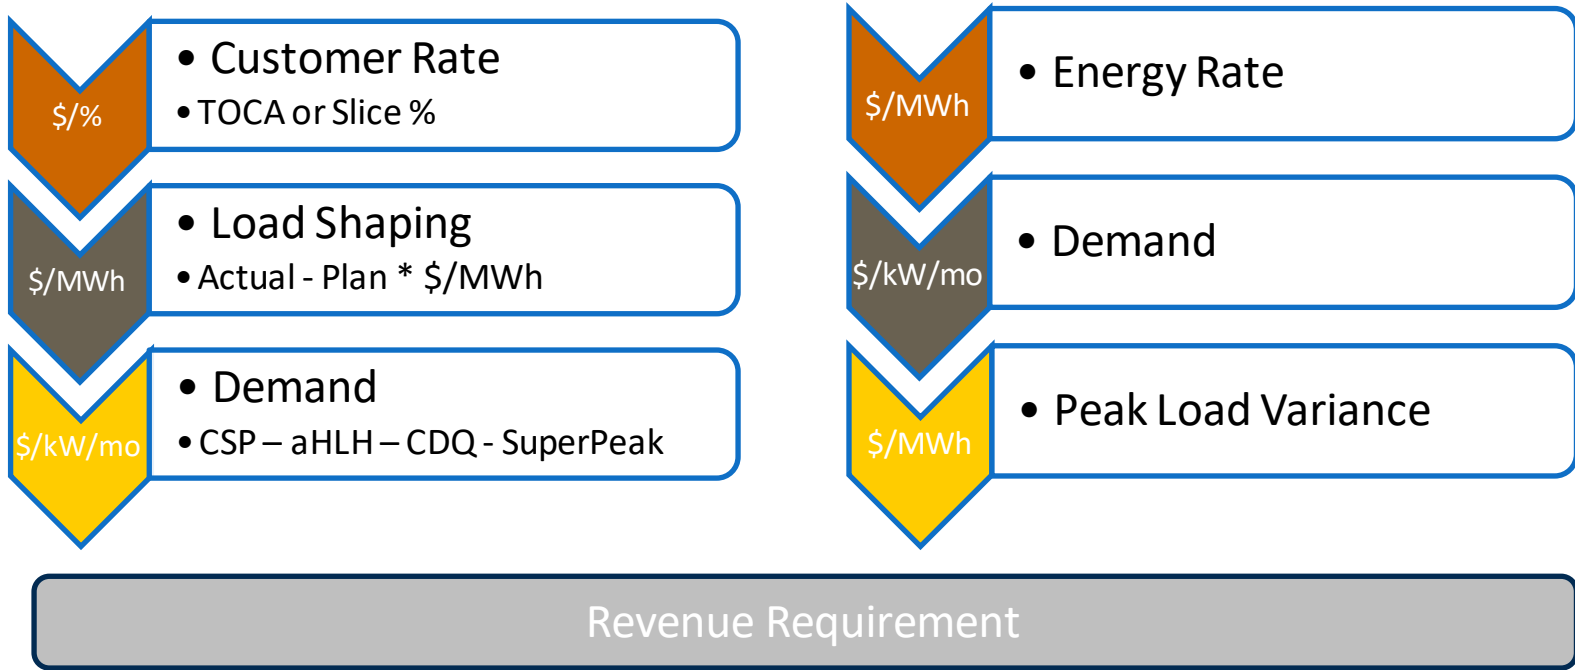 $/%
• Customer Rate
• TOCA or Slice %
$/MWh
• Load Shaping
• Actual - Plan * $/MWh
$/kW/mo
• Demand
• CSP – aHLH – CDQ - SuperPeak
$/MWh
• Energy Rate
$/kW/mo
• Demand
$/MWh
• Peak Load Variance
Revenue Requirement